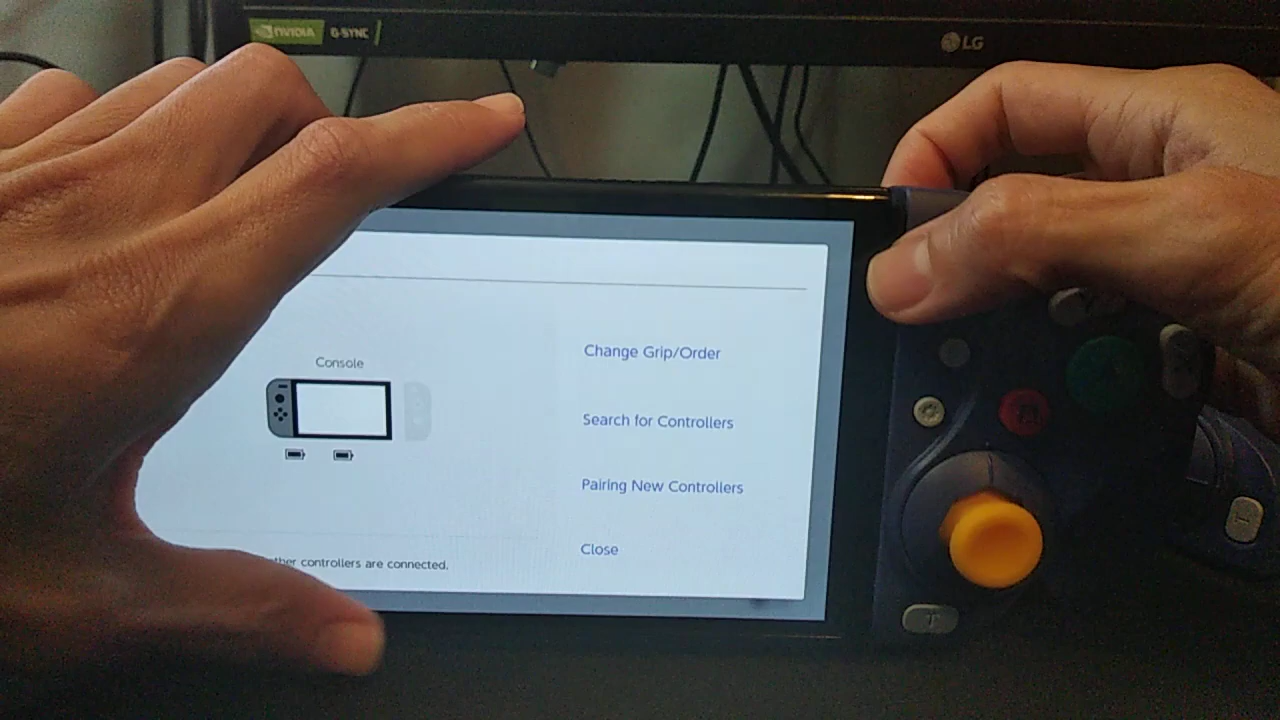 NVIDIA G-SYNC
LG
Console
Change Grip/Order
Search for Controllers
Pairing New Controllers
Close
controllers are connected.